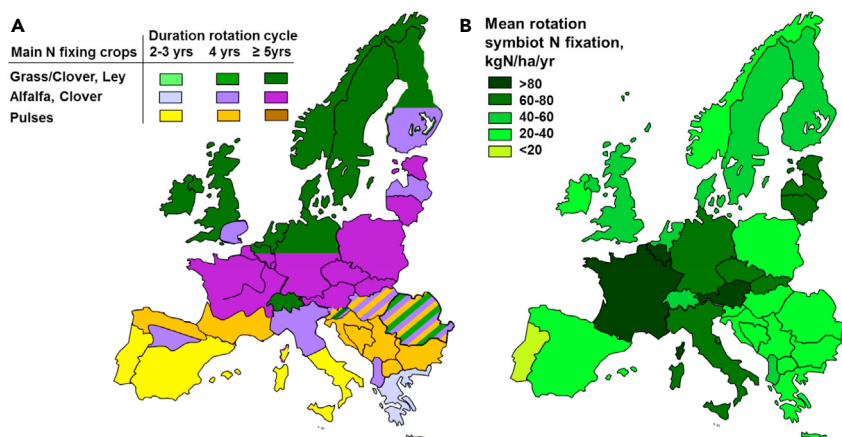 A
Duration rotation cycle
Main N fixing crops
2-3 yrs 4 yrs ≥ 5yrs
Grass/Clover, Ley
Alfalfa, Clover
Pulses
B
Mean rotation
symbiot N fixation,
kgN/ha/yr
>80
60-80
40-60
20-40
<20